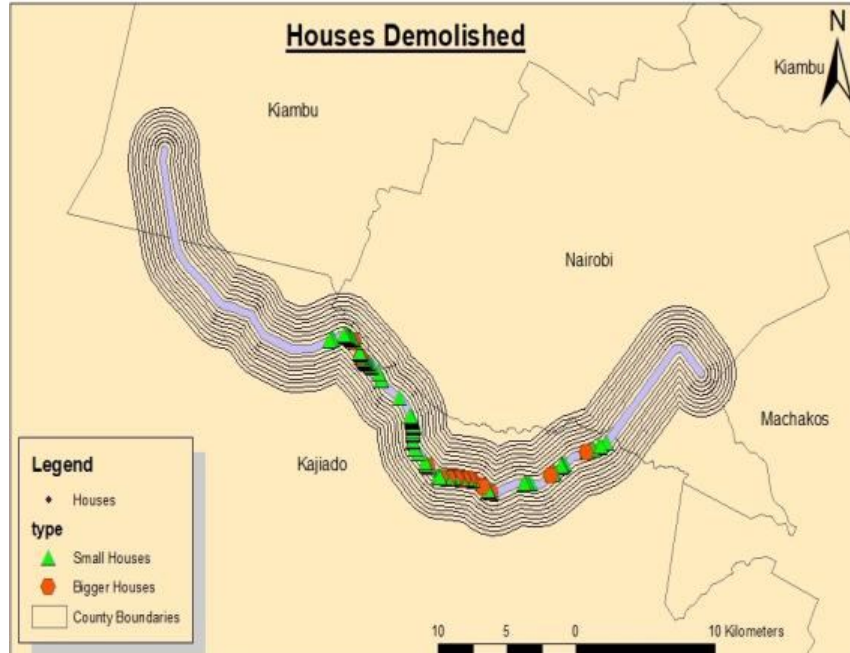 Houses Demolished
N
Kiambu
Kiambu
Nairobi
Machakos
Kajiado
Legend
Houses
type
Small Houses
Bigger Houses
County Boundaries
10 5 0 10 Kilometers